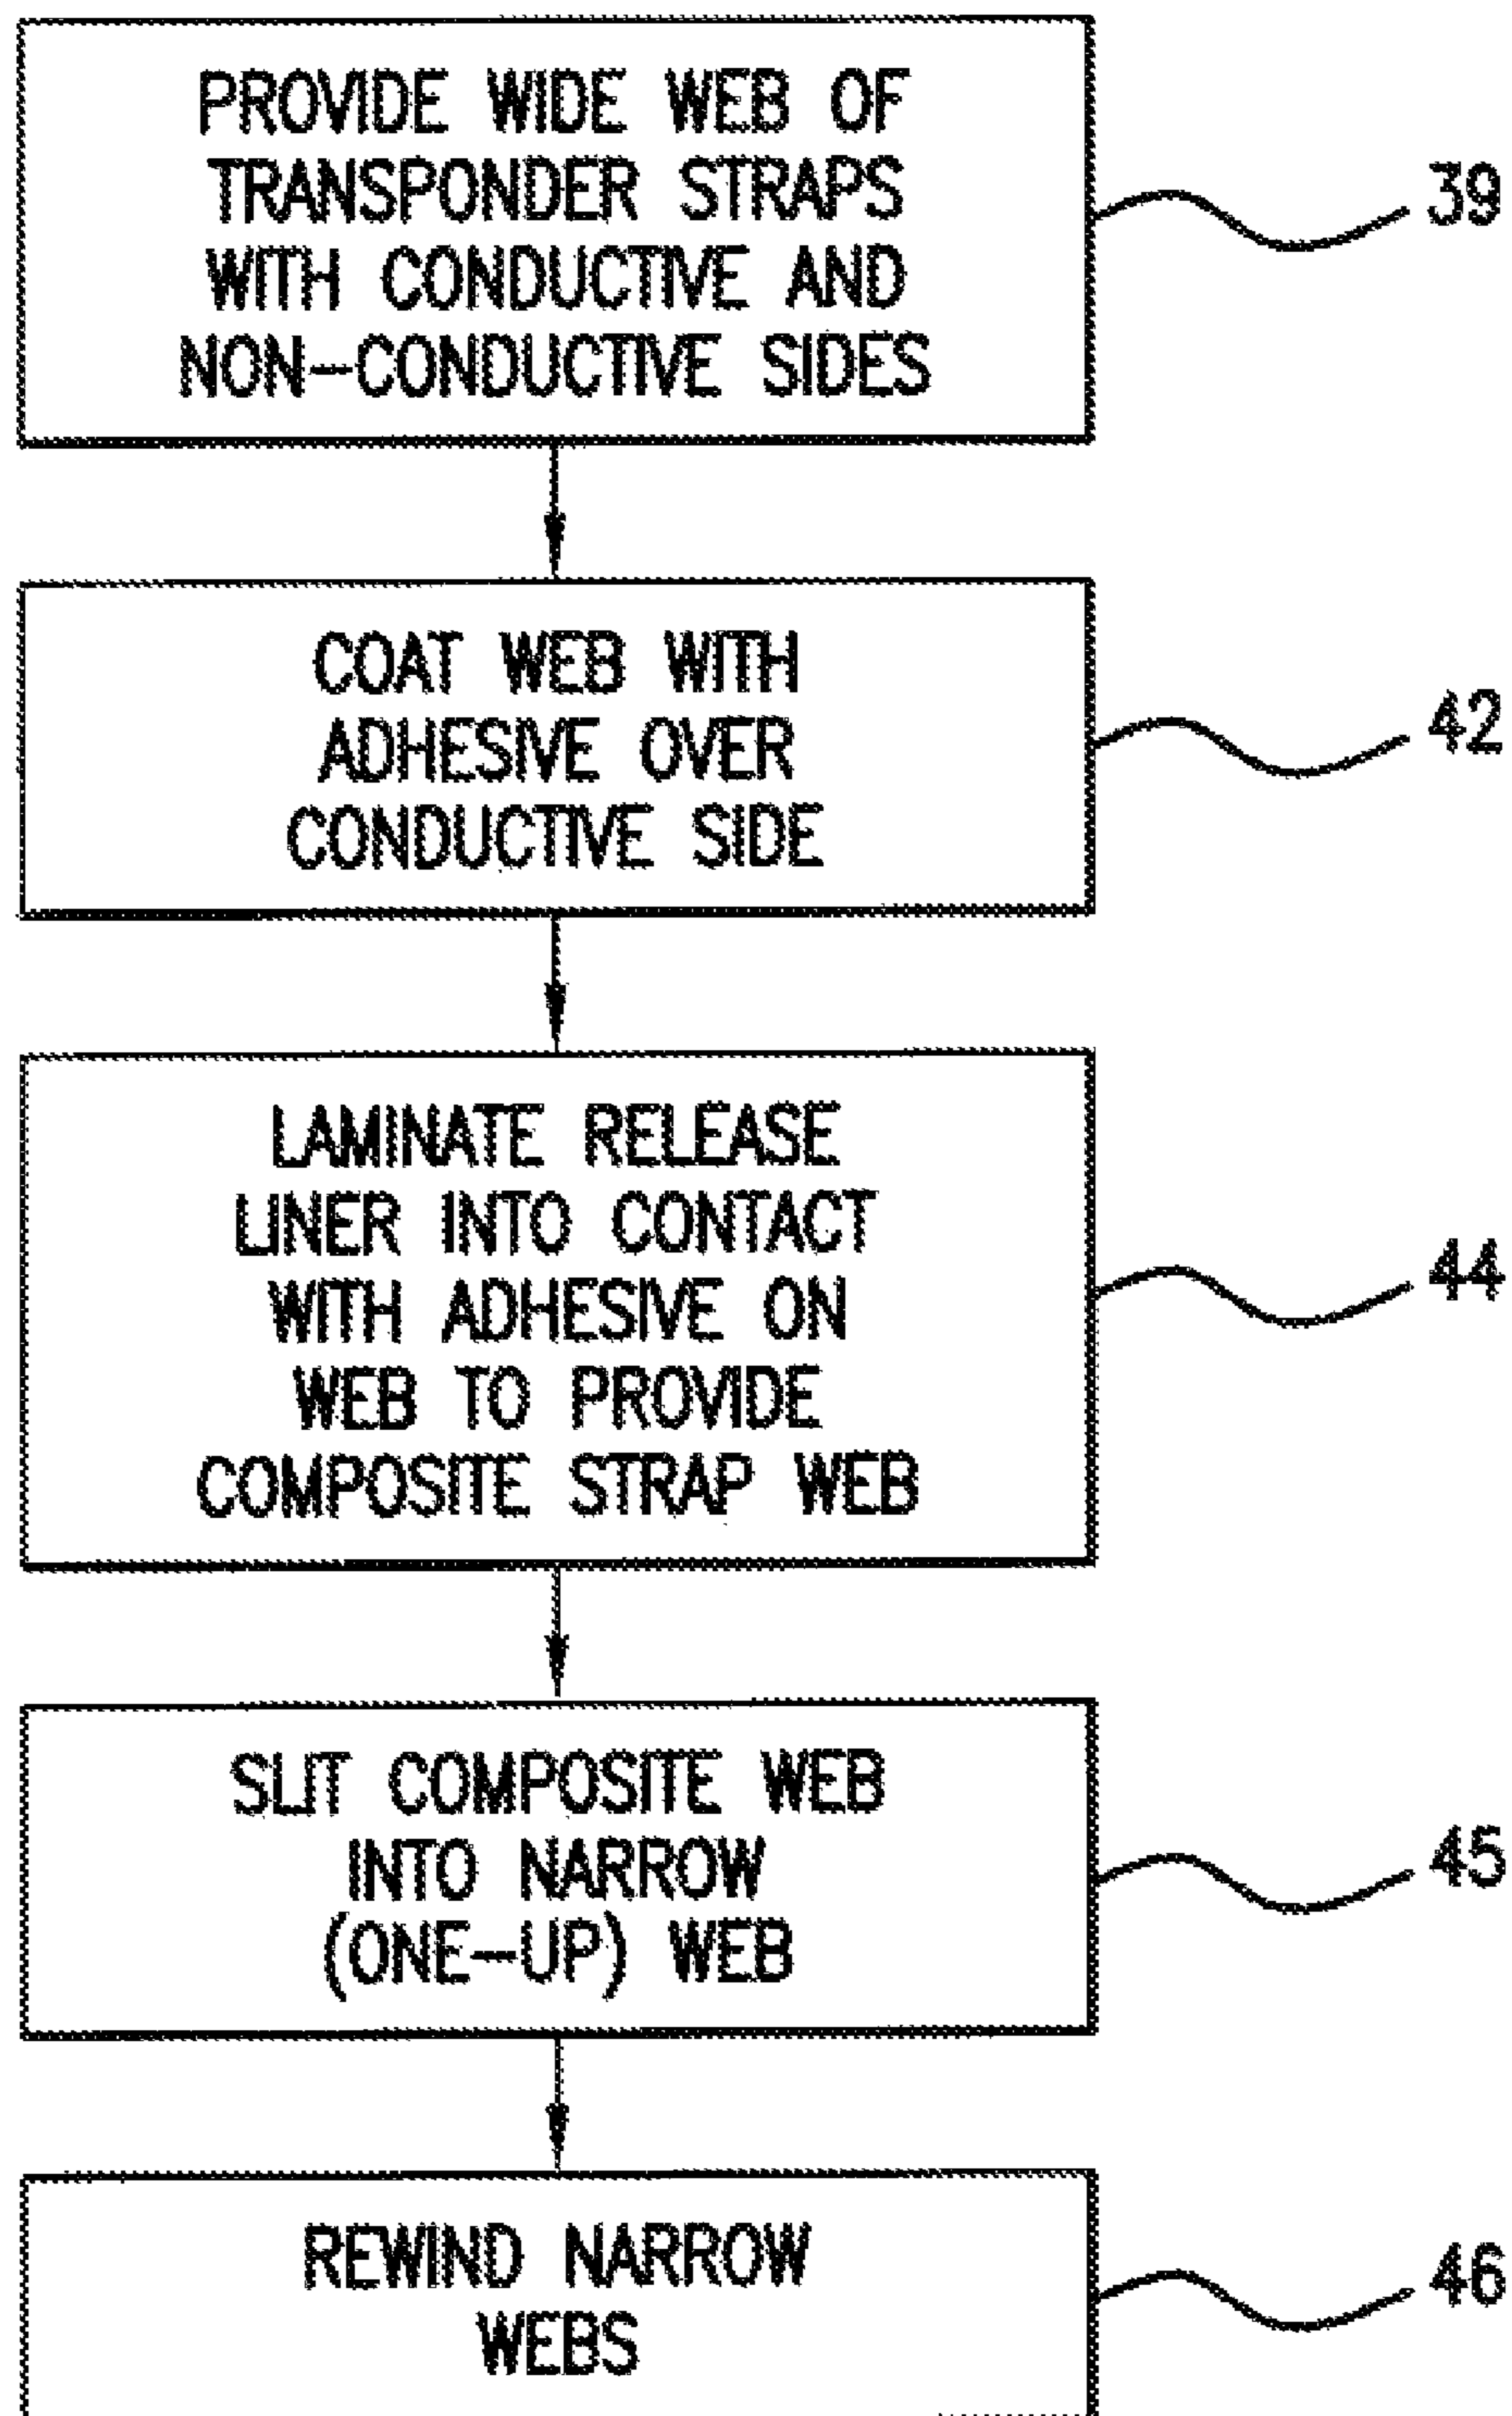 PROVIDE WIDE WEB OF
TRANSPONDER STRAPS
WITH CONDUCTIVE AND
NON-CONDUCTIVE SIDES
39
COAT WEB WITH
ADHESIVE OVER
CONDUCTIVE SIDE
42
LAMINATE RELEASE
LINER INTO CONTACT
WITH ADHESIVE ON
WEB TO PROVIDE
COMPOSITE STRAP WEB
44
SLIT COMPOSITE WEB
INTO NARROW
(ONE-UP) WEB
45
REWIND NARROW
WEBS
46